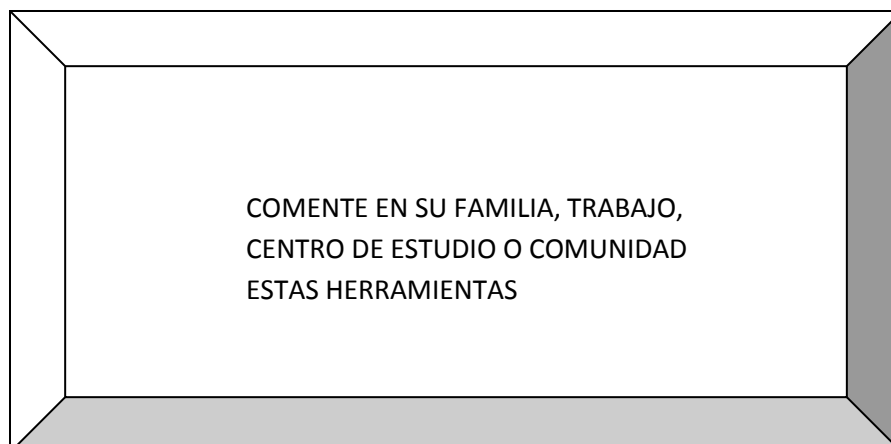 COMENTE EN SU FAMILIA, TRABAJO,
CENTRO DE ESTUDIO O COMUNIDAD
ESTAS HERRAMIENTAS